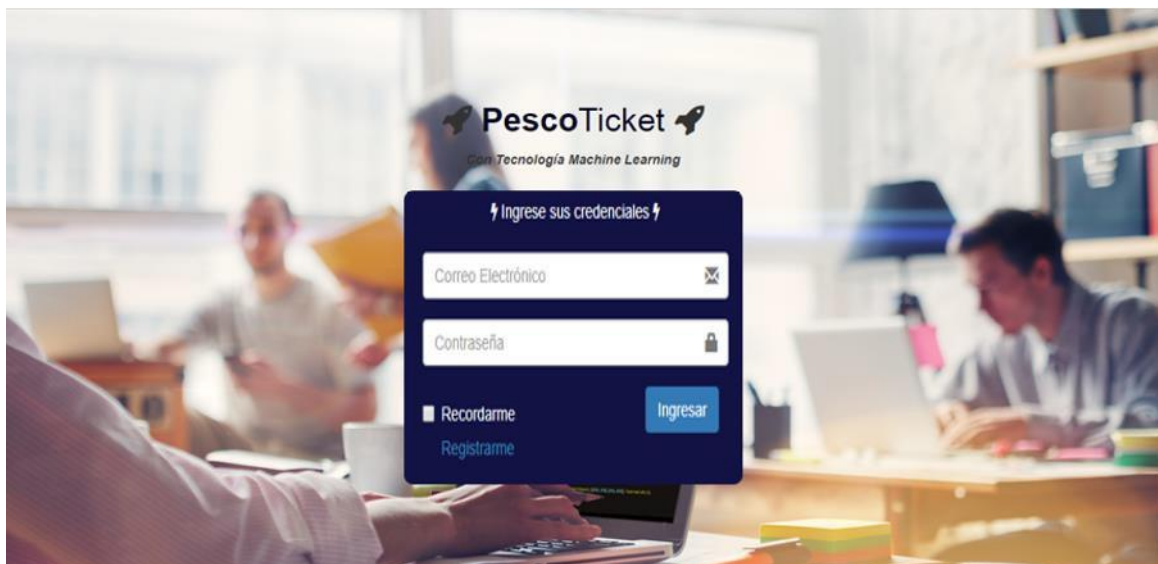 PescoTicket
Con Tecnología Machine Learning
Ingrese sus credenciales
Correo Electrónico
Contraseña
Recordarme
Ingresar
Registrarme